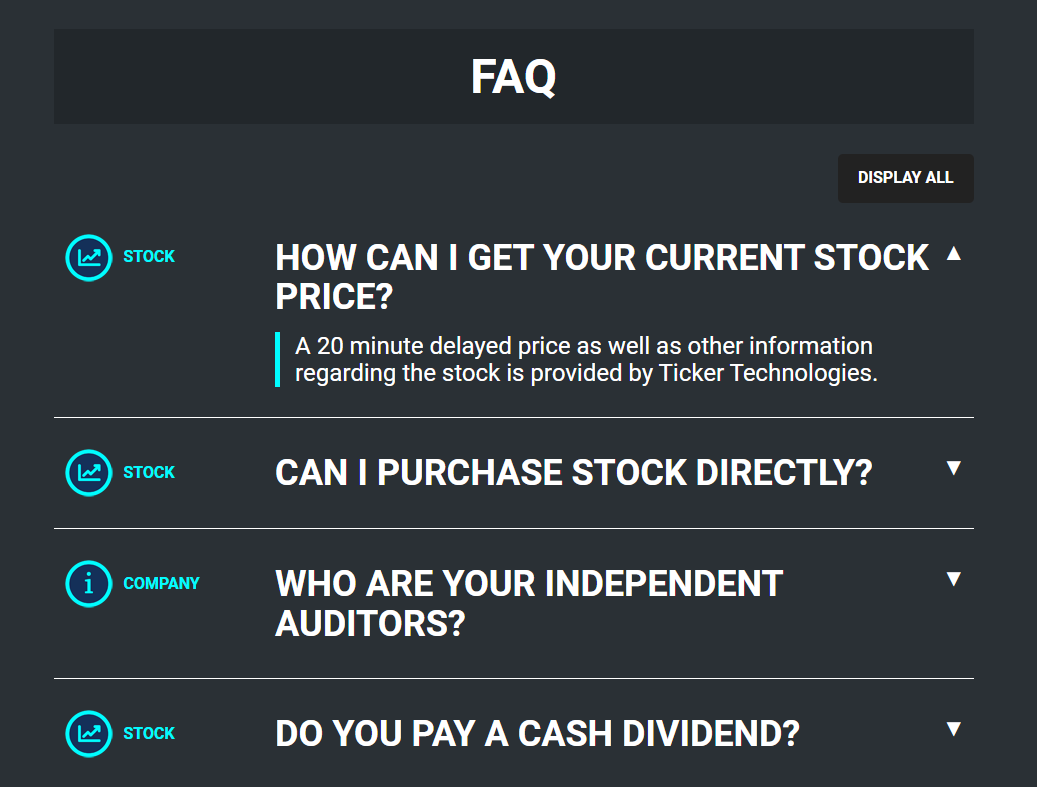 FAQ
DISPLAY ALL
STOCK
HOW CAN I GET YOUR CURRENT STOCK
PRICE?
A 20 minute delayed price as well as other information
regarding the stock is provided by Ticker Technologies.
STOCK
CAN I PURCHASE STOCK DIRECTLY?
COMPANY
WHO ARE YOUR INDEPENDENT
AUDITORS?
STOCK
DO YOU PAY A CASH DIVIDEND?